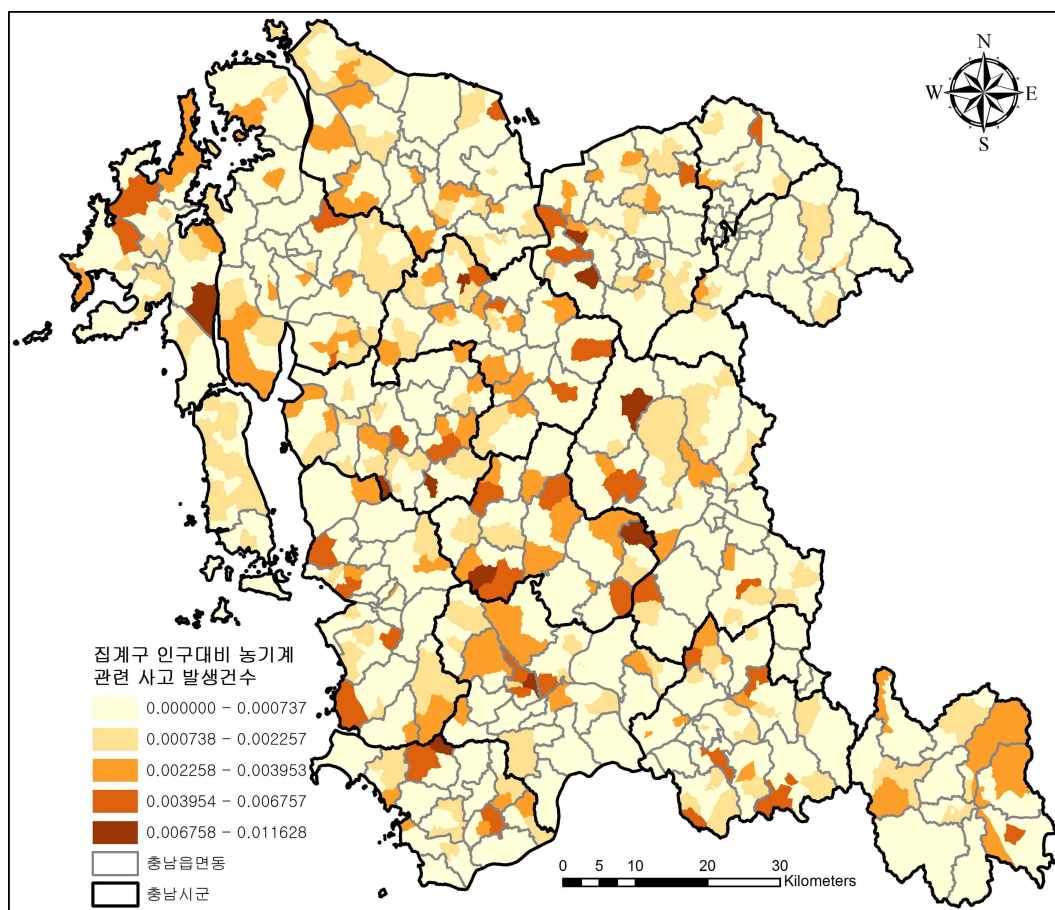 N
W E
S
집계구 인구대비 농기계
관련 사고 발생건수
0.000000 - 0.000737
0.000738 - 0.002257
0.002258 - 0.003953
0.003954 - 0.006757
0.006758 - 0.011628
충남읍면동
충남시군
0 5 10 20 30
Kilometers